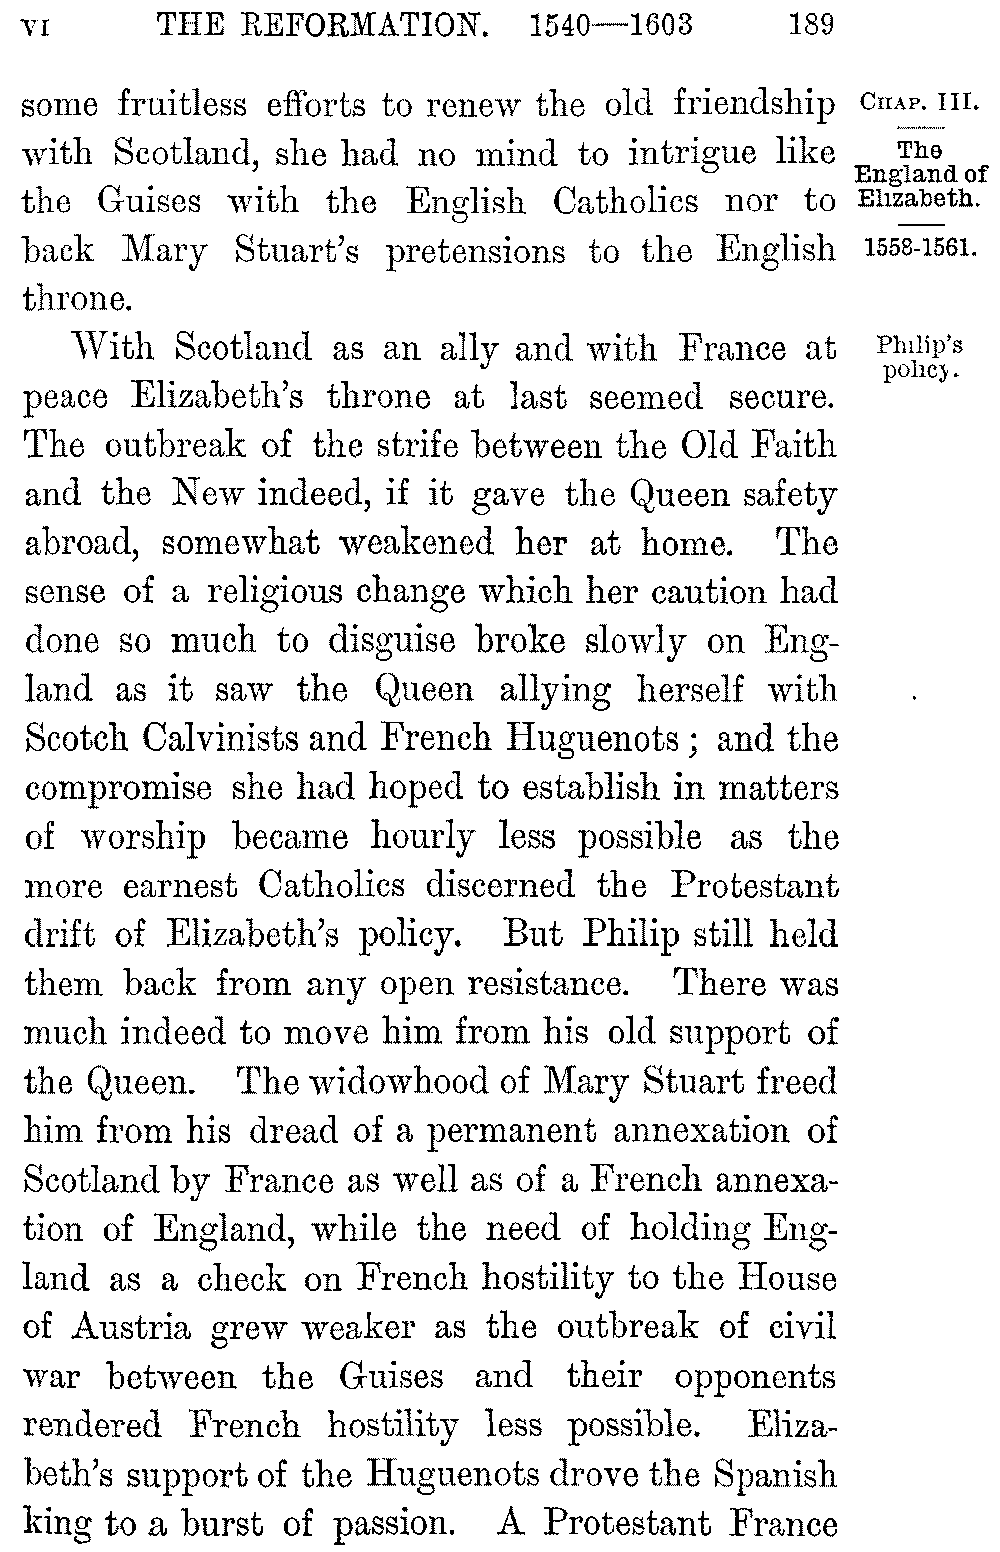 VI THE REFORMATION. 1540—1603 189
some fruitless efforts to renew the old friendship
with Scotland, she had no mind to intrigue like
the Guises with the English Catholics nor to
back Mary Stuart's pretensions to the English
throne.
CHAP. III.
The
England of
Elizabeth.
1558-1561.
With Scotland as an ally and with France at
peace Elizabeth's throne at last seemed secure.
The outbreak of the strife between the Old Faith
and the New indeed, if it gave the Queen safety
abroad, somewhat weakened her at home. The
sense of a religious change which her caution had
done so much to disguise broke slowly on Eng-
land as it saw the Queen allying herself with
Scotch Calvinists and French Huguenots; and the
compromise she had hoped to establish in matters
of worship became hourly less possible as the
more earnest Catholics discerned the Protestant
drift of Elizabeth's policy. But Philip still held
them back from any open resistance. There was
much indeed to move him from his old support of
the Queen. The widowhood of Mary Stuart freed
him from his dread of a permanent annexation of
Scotland by France as well as of a French annexa-
tion of England, while the need of holding Eng-
land as a check on French hostility to the House
of Austria grew weaker as the outbreak of civil
war between the Guises and their opponents
rendered French hostility less possible. Eliza-
beth's support of the Huguenots drove the Spanish
king to a burst of passion. A Protestant France
Philip's
policy.